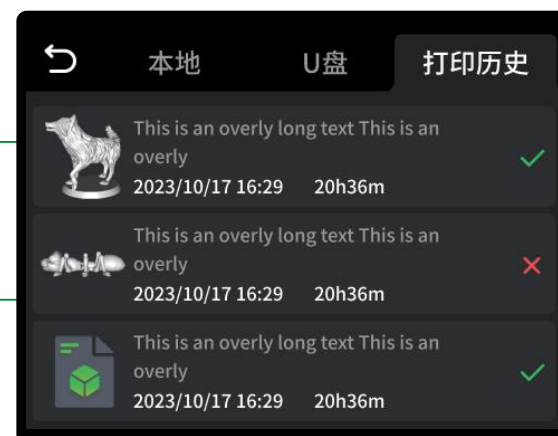 本地 U盘 打印历史
This is an overly long text This is an
overly
2023/10/17 16:29 20h36m
This is an overly long text This is an
overly
2023/10/17 16:29 20h36m
This is an overly long text This is an
overly
2023/10/17 16:29 20h36m